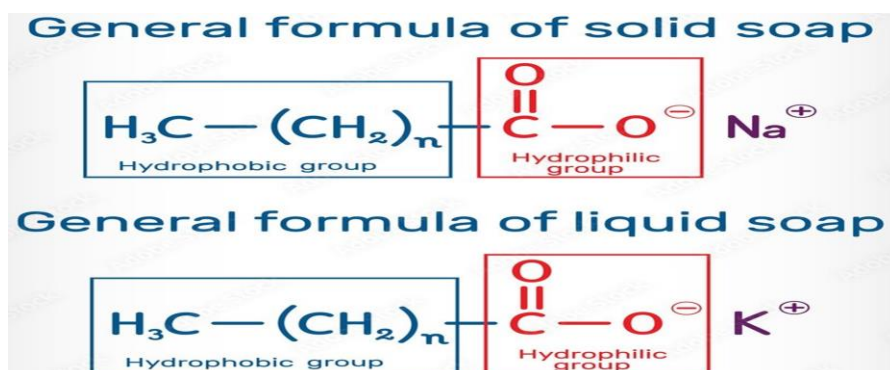 General formula of solid soap
O
H₃C — (CH₂)ₙ — C — O⊖ Na⊕
Hydrophobic group
Hydrophilic
group
General formula of liquid soap
O
H₃C — (CH₂)ₙ — C — O⊖ K⊕
Hydrophobic group
Hydrophilic
group